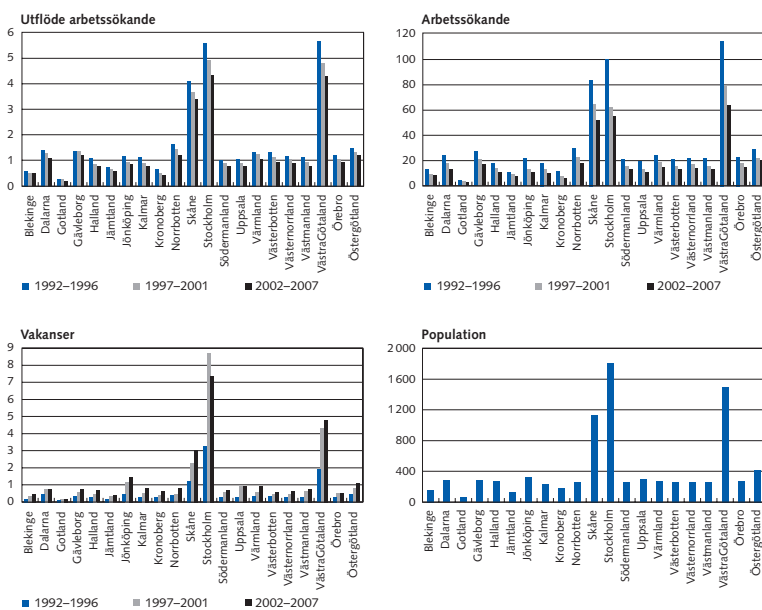 Utflöde arbetssökande
6
5
4
3
2
1
0
Blekinge
Dalarna
Gotland
Gävleborg
Halland
Jämtland
Jönköping
Kalmar
Kronoberg
Norrbotten
Skåne
Stockholm
Södermanland
Uppsala
Värmland
Västerbotten
Västernorrland
Västmanland
VästraGötaland
Örebro
Östergötland
1992–1996 1997–2001 2002–2007
Arbetssökande
120
100
80
60
40
20
0
Blekinge
Dalarna
Gotland
Gävleborg
Halland
Jämtland
Jönköping
Kalmar
Kronoberg
Norrbotten
Skåne
Stockholm
Södermanland
Uppsala
Värmland
Västerbotten
Västernorrland
Västmanland
VästraGötaland
Örebro
Östergötland
1992–1996 1997–2001 2002–2007
Vakanser
9
8
7
6
5
4
3
2
1
0
Blekinge
Dalarna
Gotland
Gävleborg
Halland
Jämtland
Jönköping
Kalmar
Kronoberg
Norrbotten
Skåne
Stockholm
Södermanland
Uppsala
Värmland
Västerbotten
Västernorrland
Västmanland
VästraGötaland
Örebro
Östergötland
1992–1996 1997–2001 2002–2007
Population
2 000
1 600
1200
800
400
0
Blekinge
Dalarna
Gotland
Gävleborg
Halland
Jämtland
Jönköping
Kalmar
Kronoberg
Norrbotten
Skåne
Stockholm
Södermanland
Uppsala
Värmland
Västerbotten
Västernorrland
Västmanland
VästraGötaland
Örebro
Östergötland